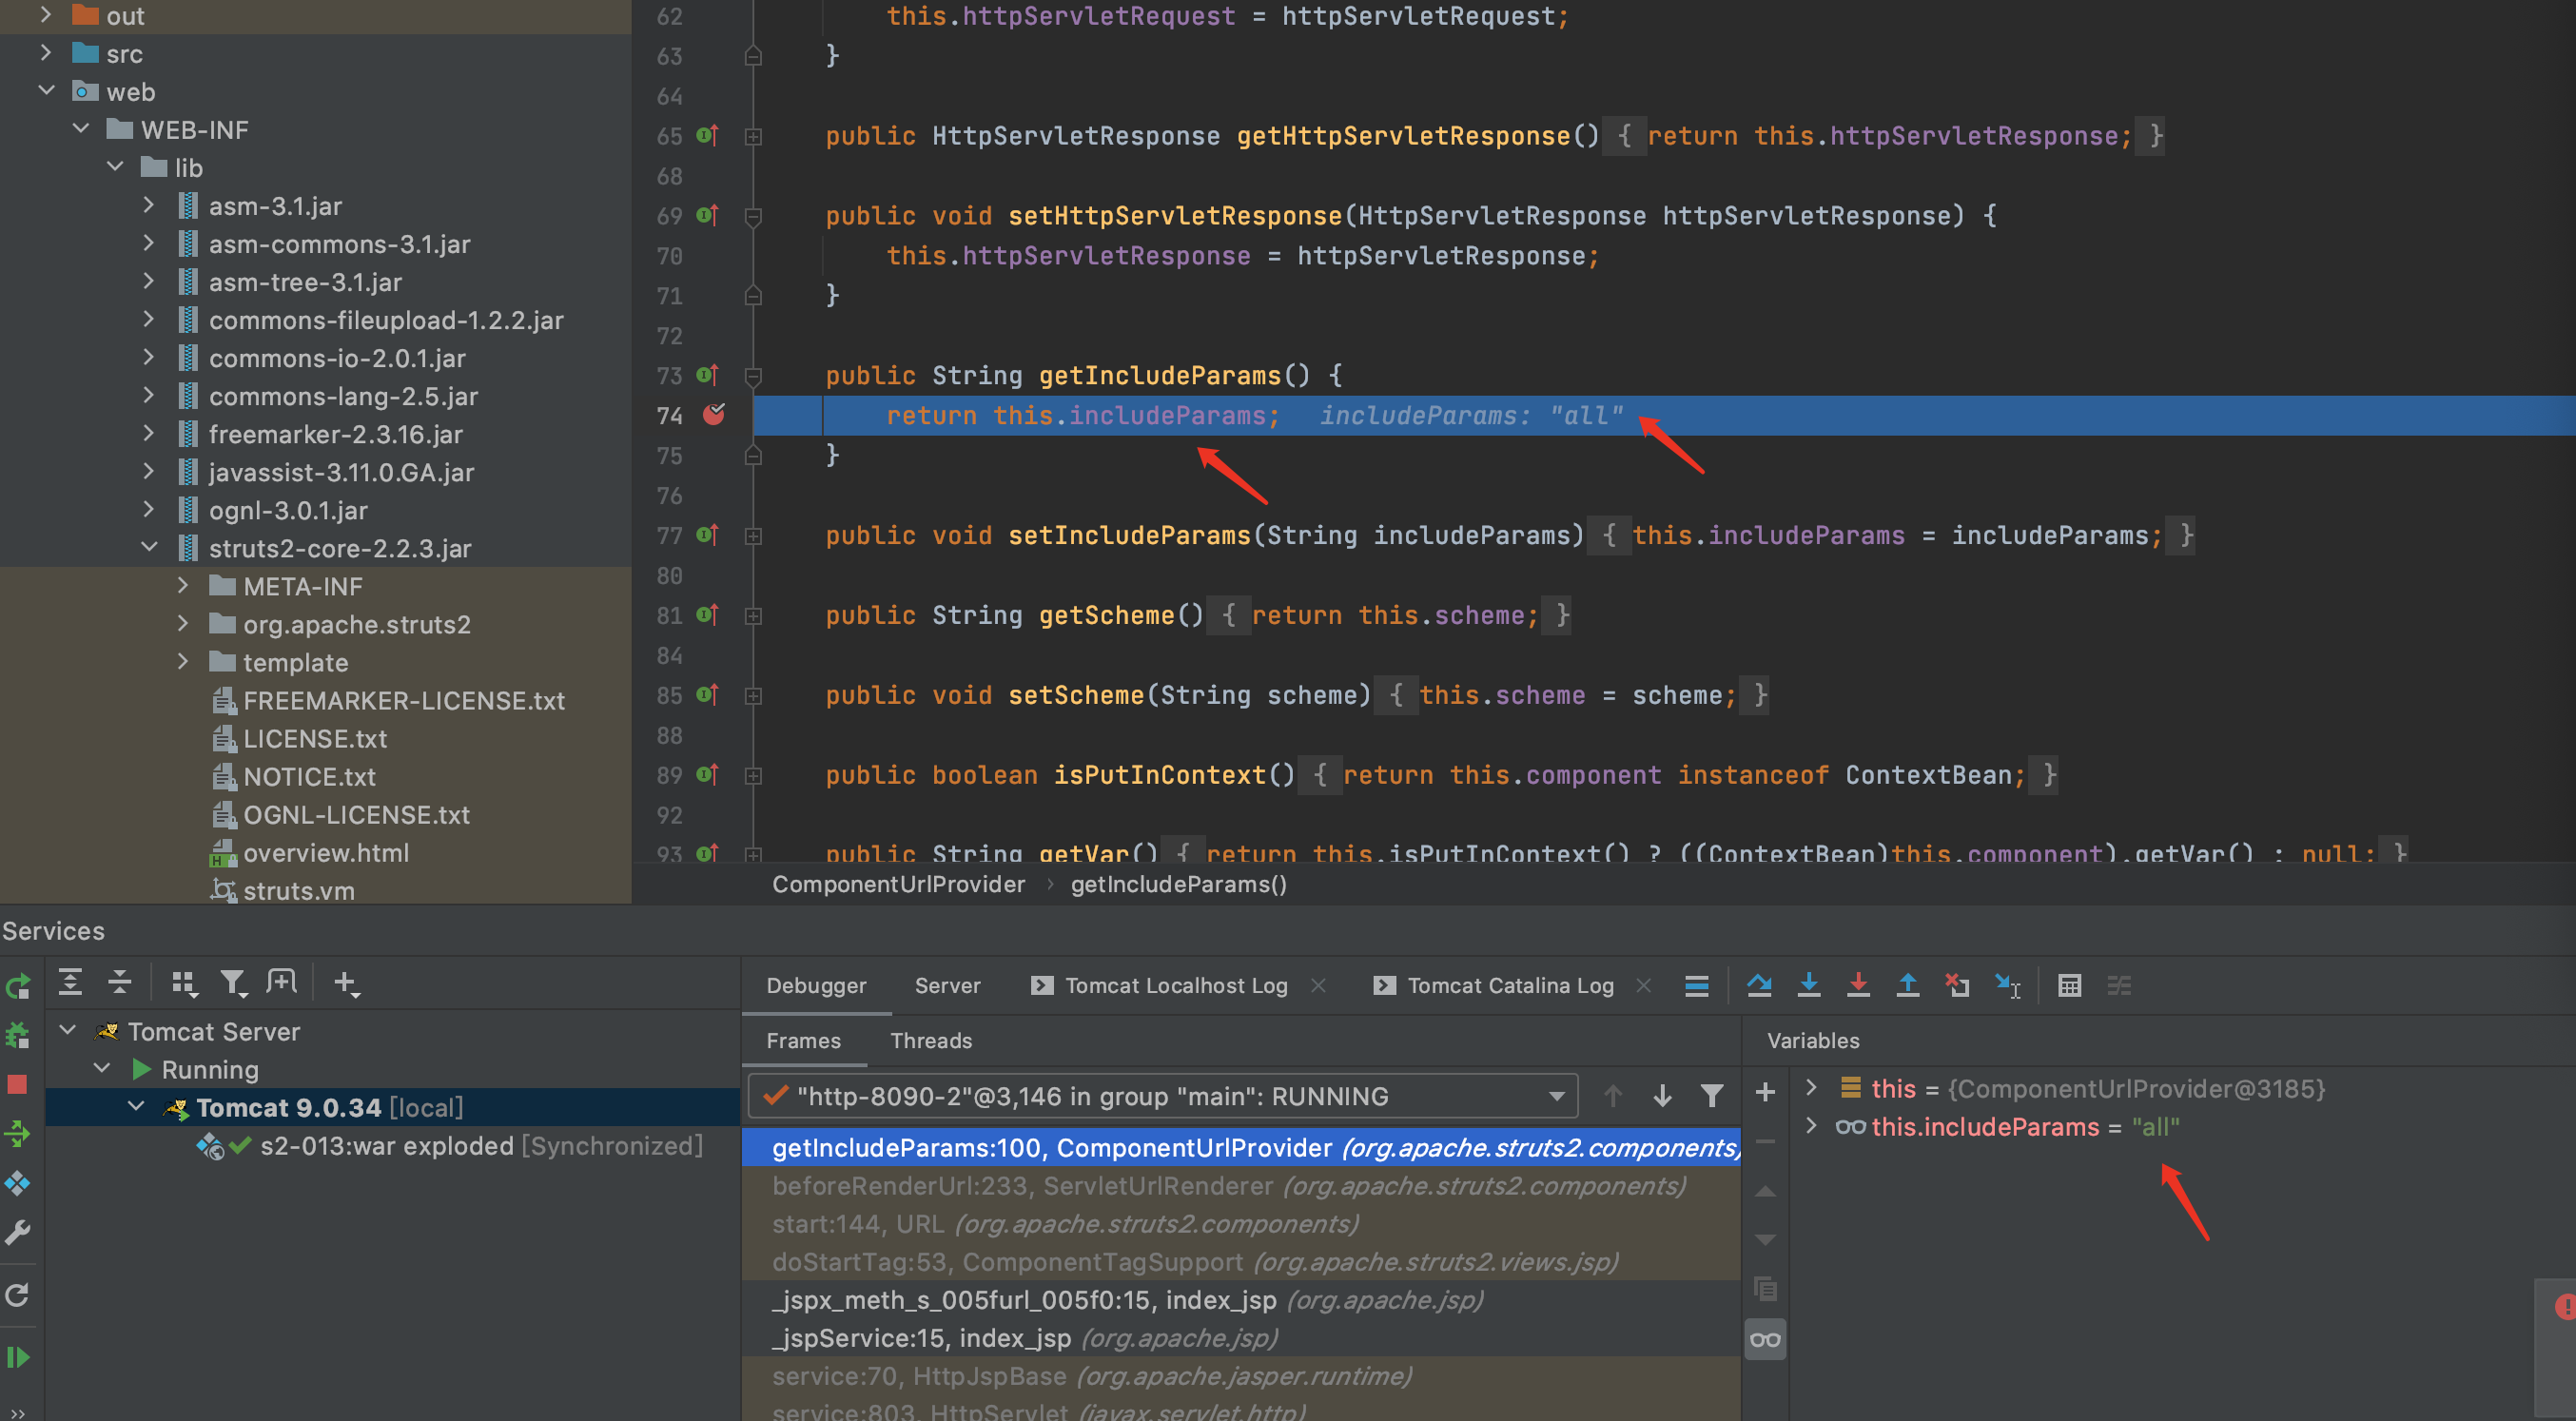 out
src
web
WEB-INF
lib
asm-3.1.jar
asm-commons-3.1.jar
asm-tree-3.1.jar
commons-fileupload-1.2.2.jar
commons-io-2.0.1.jar
commons-lang-2.5.jar
freemarker-2.3.16.jar
javassist-3.11.0.GA.jar
ognl-3.0.1.jar
struts2-core-2.2.3.jar
META-INF
org.apache.struts2
template
FREEMARKER-LICENSE.txt
LICENSE.txt
NOTICE.txt
OGNL-LICENSE.txt
overview.html
struts.vm
62 this.httpServletRequest = httpServletRequest;
63 }
64
65 public HttpServletResponse getHttpServletResponse() { return this.httpServletResponse; }
68
69 public void setHttpServletResponse(HttpServletResponse httpServletResponse) {
70 this.httpServletResponse = httpServletResponse;
71 }
72
73 public String getIncludeParams() {
74 return this.includeParams; includeParams: "all"
75 }
76
77 public void setIncludeParams(String includeParams) { this.includeParams = includeParams; }
80
81 public String getScheme() { return this.scheme; }
84
85 public void setScheme(String scheme) { this.scheme = scheme; }
88
89 public boolean isPutInContext() { return this.component instanceof ContextBean; }
92
93 public String getVar() { return this.isPutInContext() ? ((ContextBean)this.component).getVar() : null; }
ComponentUrlProvider › getIncludeParams()
Services
Tomcat Server
Running
Tomcat 9.0.34 [local]
s2-013:war exploded [Synchronized]
Debugger Server Tomcat Localhost Log × Tomcat Catalina Log ×
Frames Threads
"http-8090-2"@3,146 in group "main": RUNNING
getIncludeParams:100, ComponentUrlProvider (org.apache.struts2.components)
beforeRenderUrl:233, ServletUrlRenderer (org.apache.struts2.components)
start:144, URL (org.apache.struts2.components)
doStartTag:53, ComponentTagSupport (org.apache.struts2.views.jsp)
_jspx_meth_s_005furl_005f0:15, index_jsp (org.apache.jsp)
_jspService:15, index_jsp (org.apache.jsp)
service:70, HttpJspBase (org.apache.jasper.runtime)
service:803, HttpServlet (javax.servlet.http)
Variables
this = {ComponentUrlProvider@3185}
this.includeParams = "all"